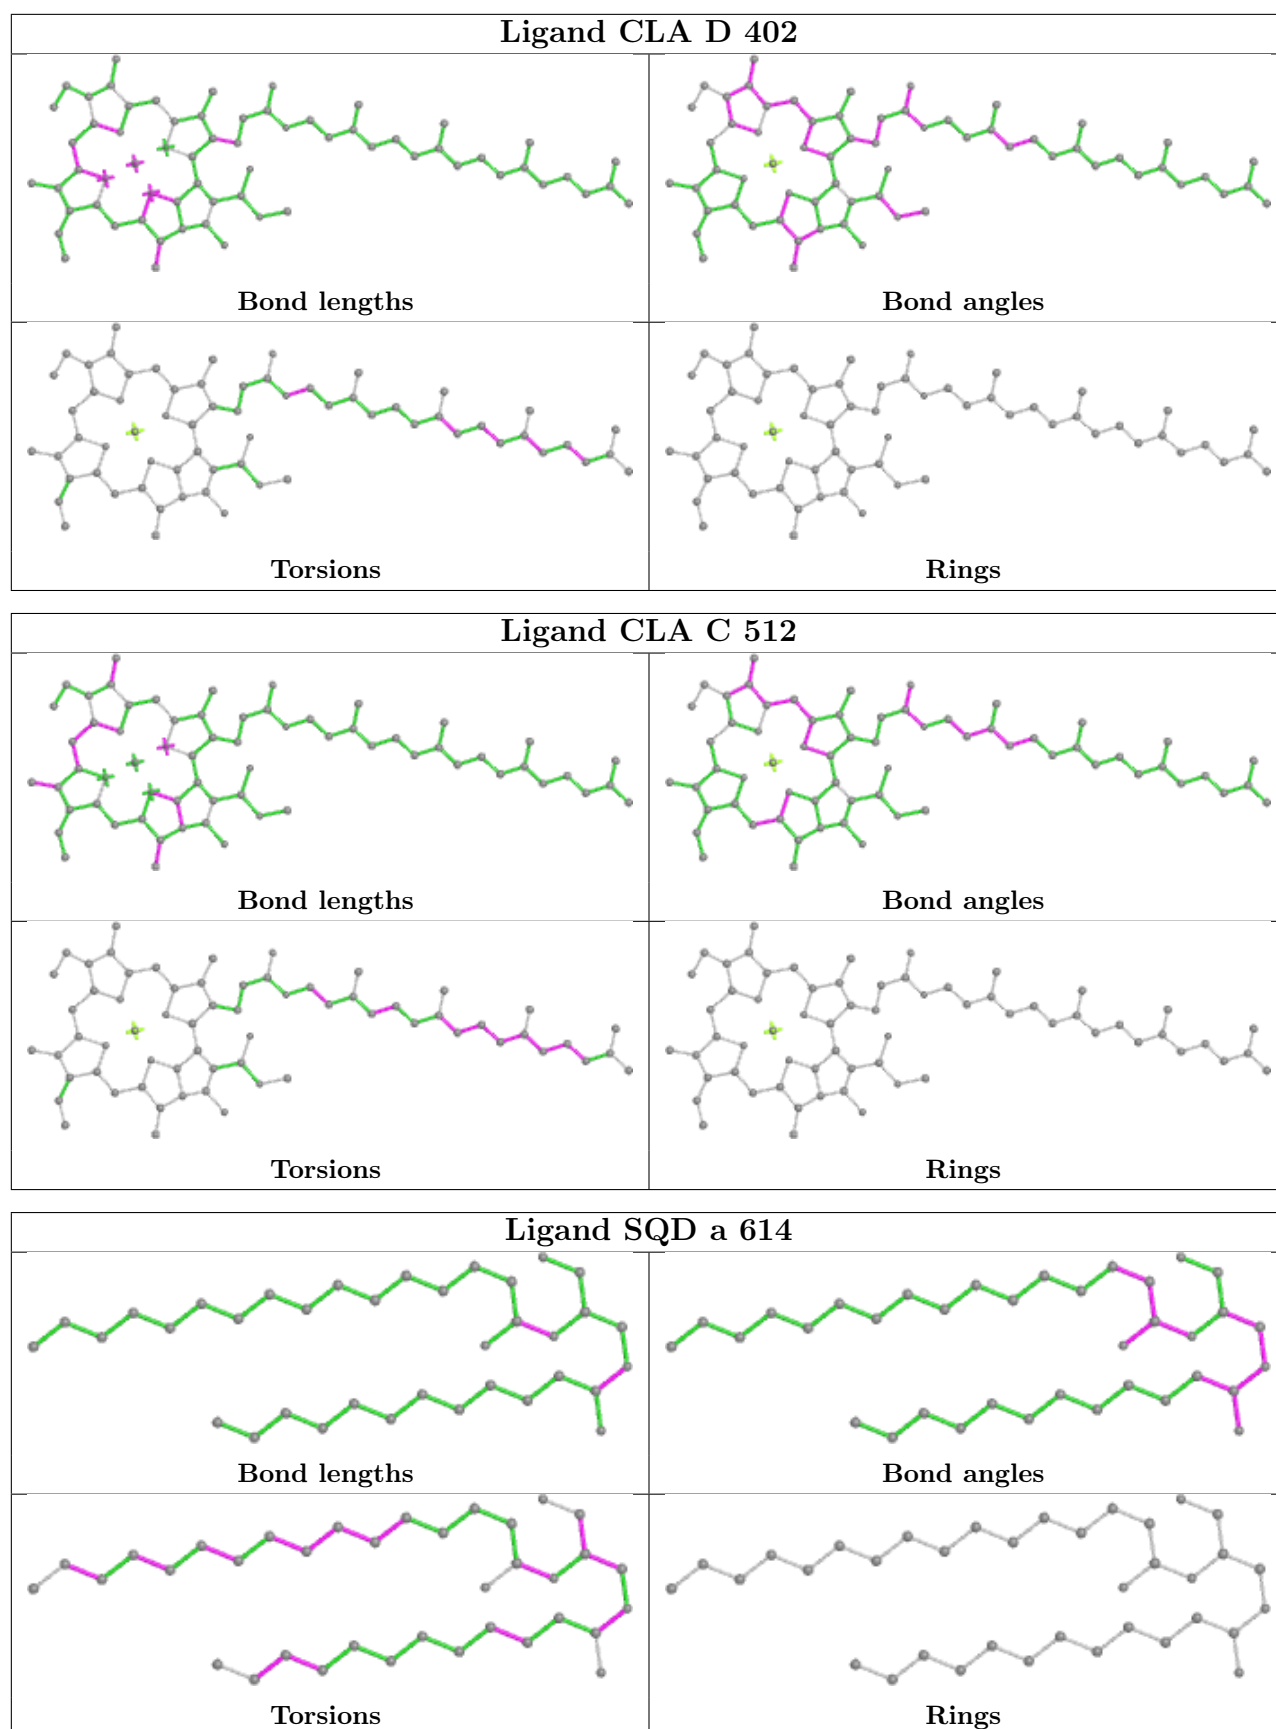 Ligand CLA D 402
Bond lengths
Bond angles
Torsions
Rings
Ligand CLA C 512
Bond lengths
Bond angles
Torsions
Rings
Ligand SQD a 614
Bond lengths
Bond angles
Torsions
Rings